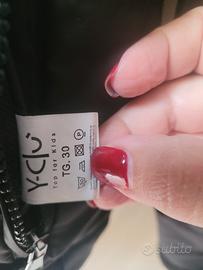 Y-Clù
Top for Kids
TG. 30
P
subito